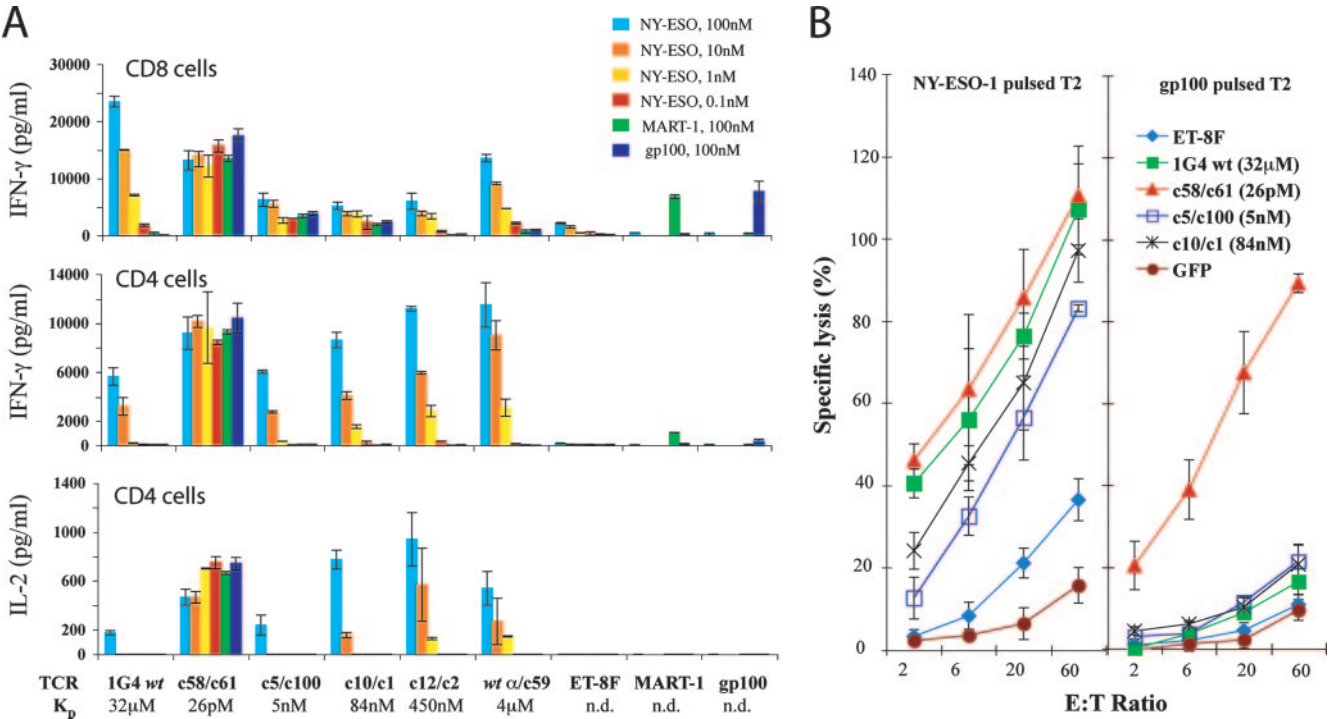 A
NY-ESO, 100nM
NY-ESO, 10nM
NY-ESO, 1nM
NY-ESO, 0.1nM
MART-1, 100nM
gp100, 100nM
CD8 cells
IFN-γ (pg/ml)
30000
20000
10000
0
CD4 cells
IFN-γ (pg/ml)
14000
10000
6000
2000
0
CD4 cells
IL-2 (pg/ml)
1400
1000
600
200
0
TCR 1G4 wt c58/c61 c5/c100 c10/c1 c12/c2 wt α/c59 ET-8F MART-1 gp100
KD 32μM 26pM 5nM 84nM 450nM 4μM n.d. n.d. n.d.
B
NY-ESO-1 pulsed T2 gp100 pulsed T2
ET-8F
1G4 wt (32μM)
c58/c61 (26pM)
c5/c100 (5nM)
c10/c1 (84nM)
GFP
Specific lysis (%)
140
120
100
80
60
40
20
0
2 6 20 60 2 6 20 60
E:T Ratio